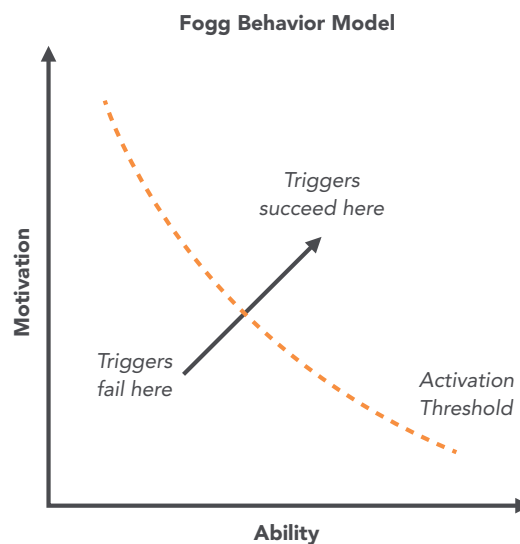 Fogg Behavior Model
Triggers
succeed here
Motivation
Triggers
fail here
Activation
Threshold
Ability